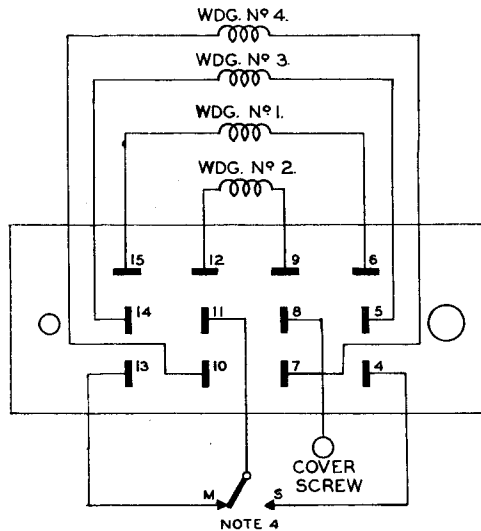 WDG. Nº 4.
WDG. Nº 3.
WDG. Nº 1.
WDG. Nº 2.
15 12 9 6
14 11 8 5
13 10 7 4
M S
COVER
SCREW
NOTE 4